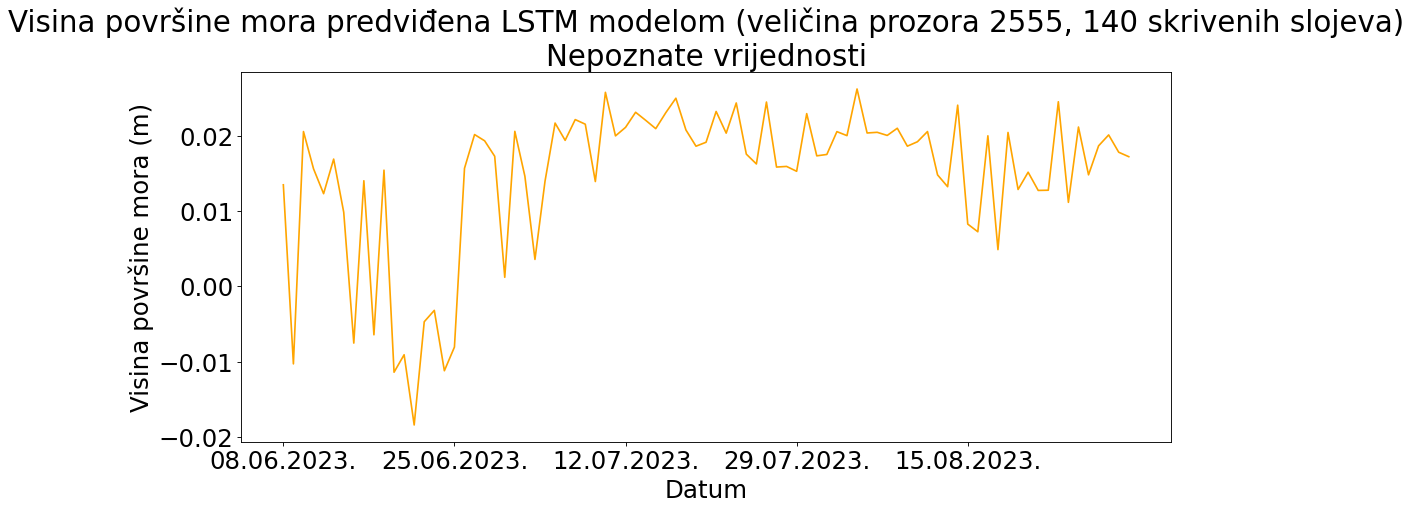 Visina površine mora predviđena LSTM modelom (veličina prozora 2555, 140 skrivenih slojeva)
Nepoznate vrijednosti
Visina površine mora (m)
0.02
0.01
0.00
−0.01
−0.02
08.06.2023. 25.06.2023. 12.07.2023. 29.07.2023. 15.08.2023.
Datum